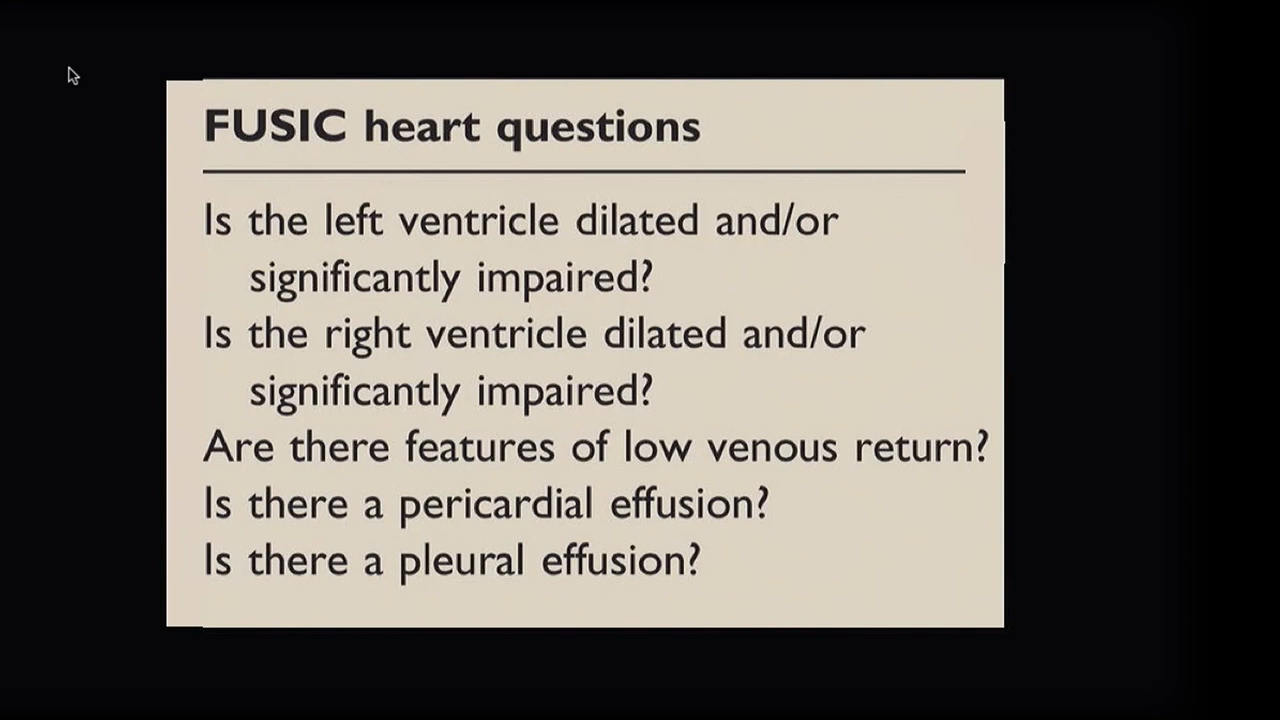 FUSIC heart questions
Is the left ventricle dilated and/or
significantly impaired?
Is the right ventricle dilated and/or
significantly impaired?
Are there features of low venous return?
Is there a pericardial effusion?
Is there a pleural effusion?